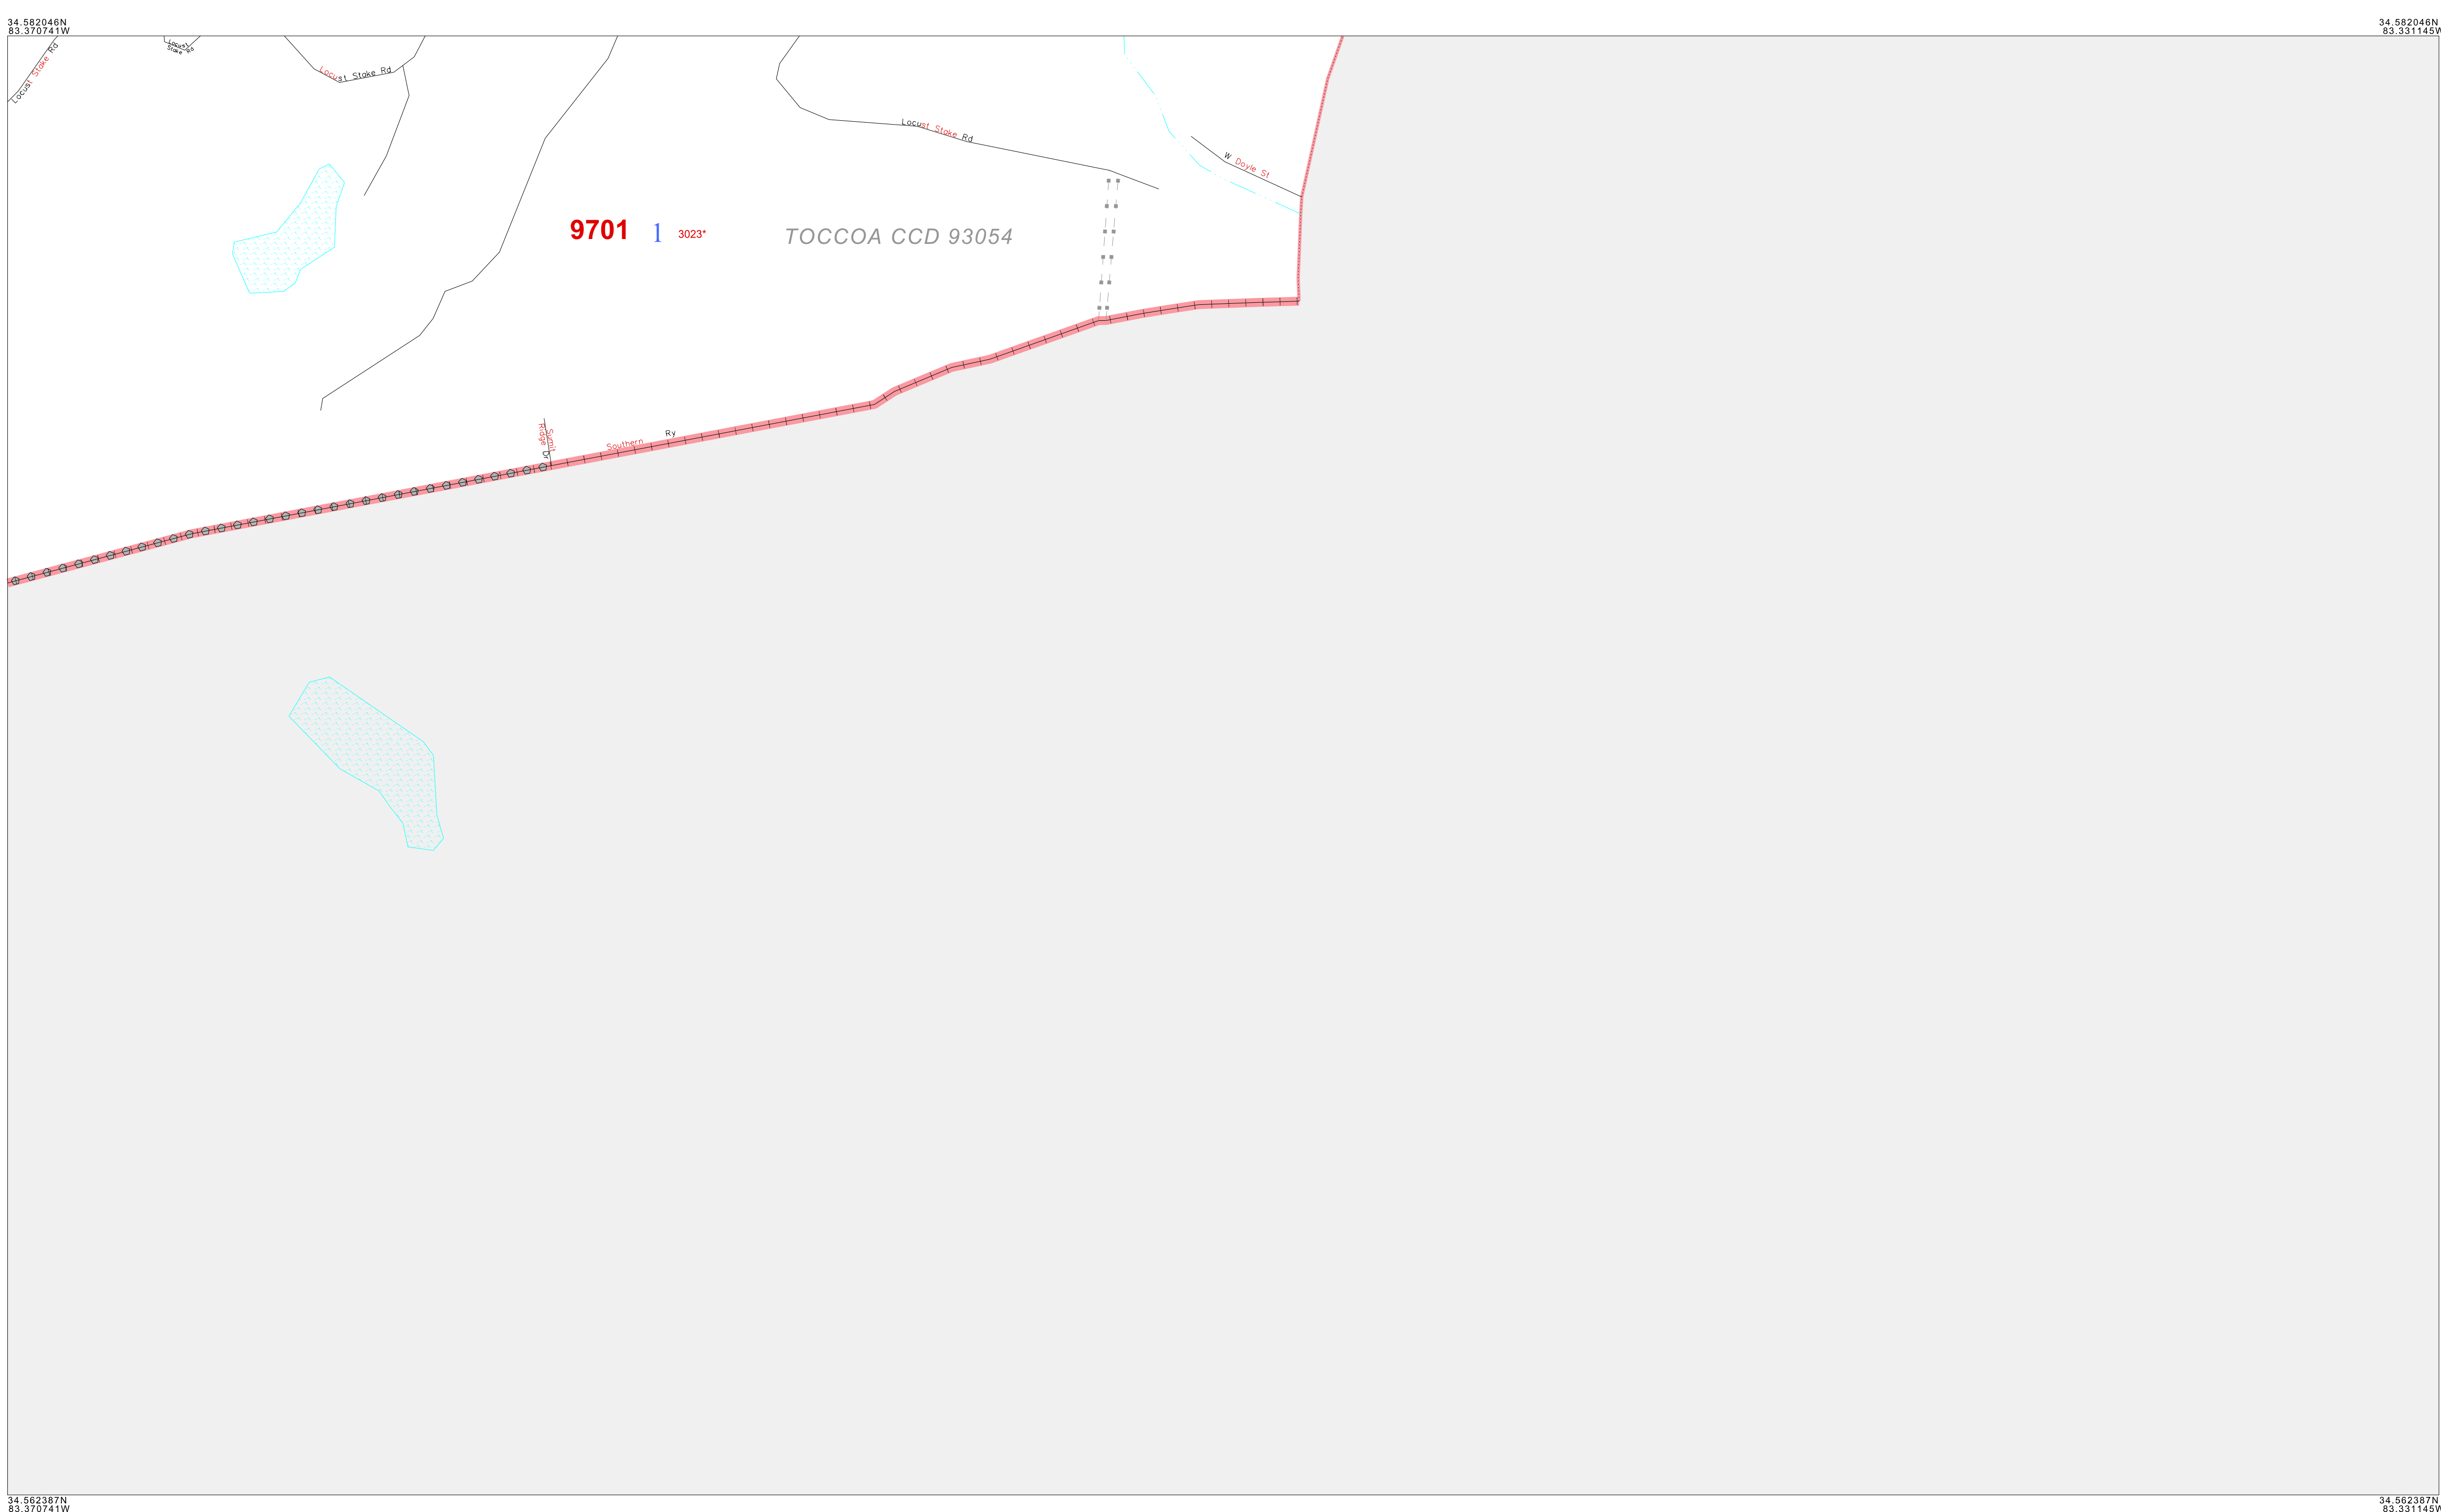 34.582046N
83.370741W
34.582046N
83.331145W
Locust Stake Rd
Locust
Stake Rd
Locust Stake Rd
Locust Stake Rd
W Doyle St
9701 1 3023*
TOCCOA CCD 93054
Sumit
Ridge Dr
Southern Ry
34.562387N
83.370741W
34.562387N
83.331145W